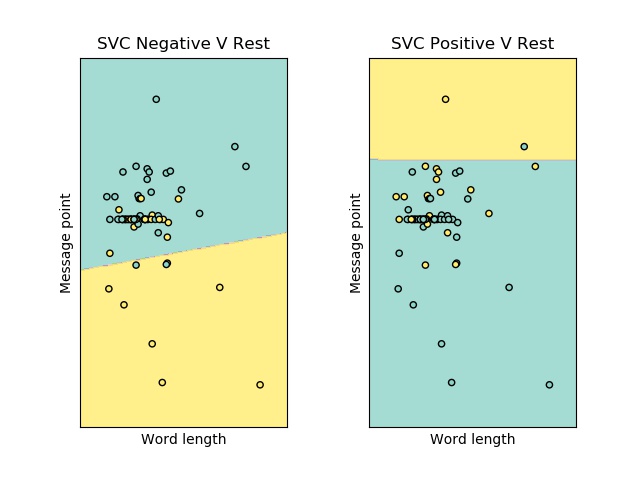 SVC Negative V Rest
SVC Positive V Rest
Message point
Message point
Word length
Word length